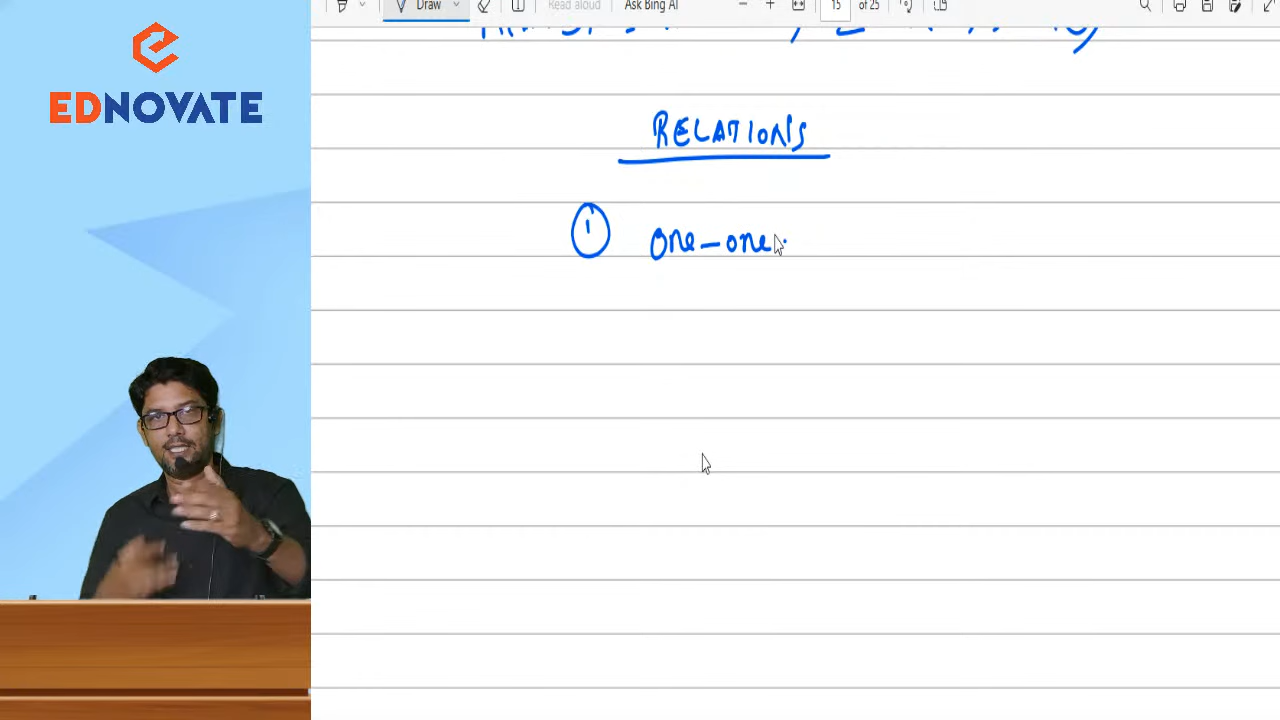 Draw
Read aloud
Ask Bing AI
15 of 25
EDNOVATE
RELATIONS
1 one-one